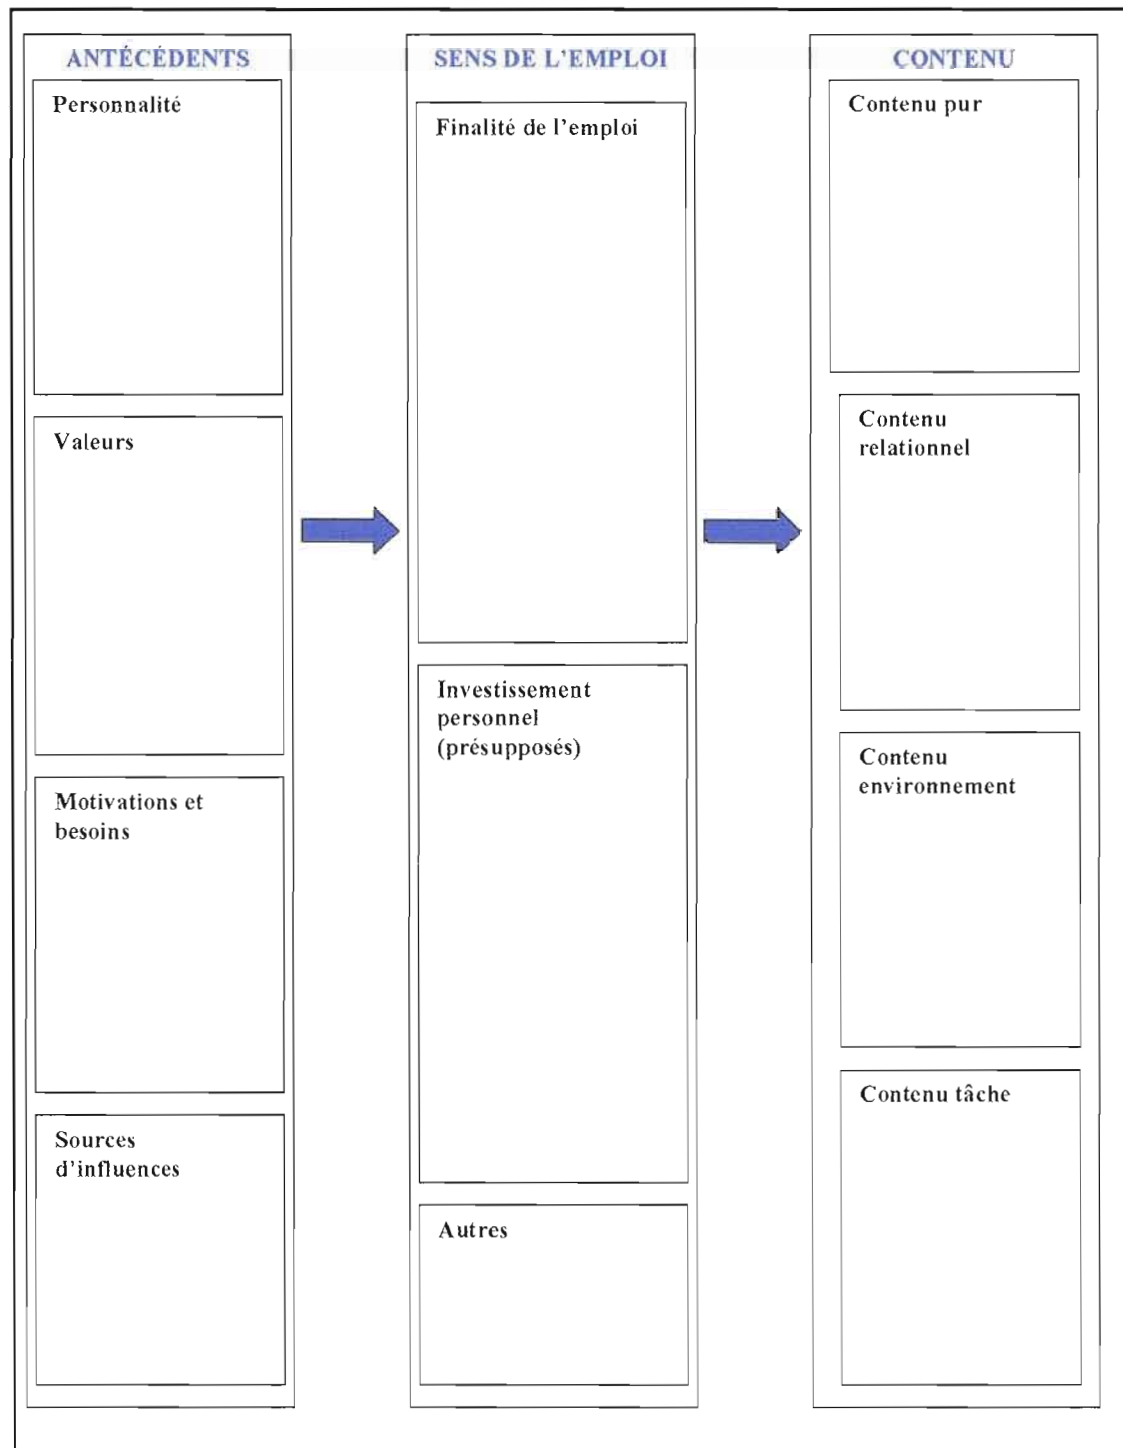 ANTÉCÉDENTS
Personnalité
Valeurs
Motivations et
besoins
Sources
d'influences
SENS DE L'EMPLOI
Finalité de l'emploi
Investissement
personnel
(présupposés)
Autres
CONTENU
Contenu pur
Contenu
relationnel
Contenu
environnement
Contenu tâche